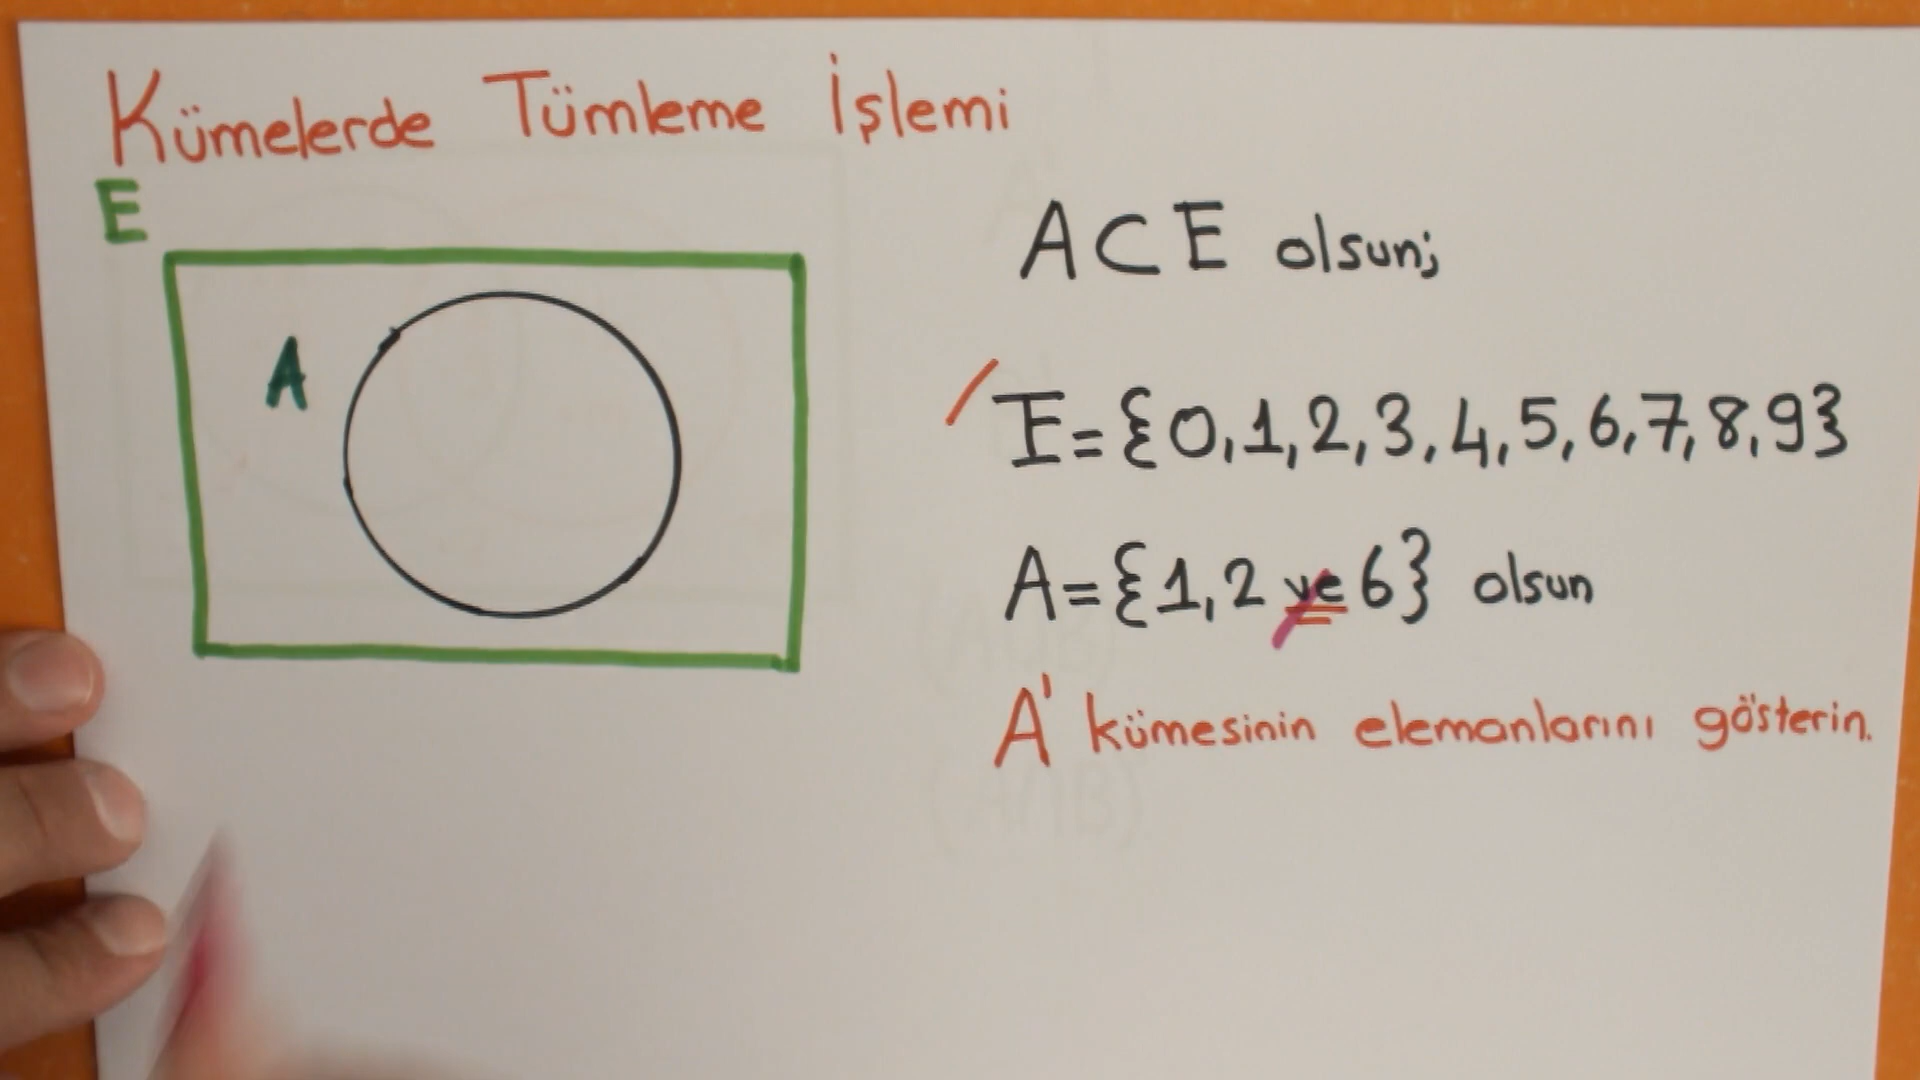 Kümelerde Tümleme İşlemi
E
A
A⊂E olsun;
E={0,1,2,3,4,5,6,7,8,9}
A={1,2 ve 6} olsun
A' kümesinin elemanlarını gösterin.